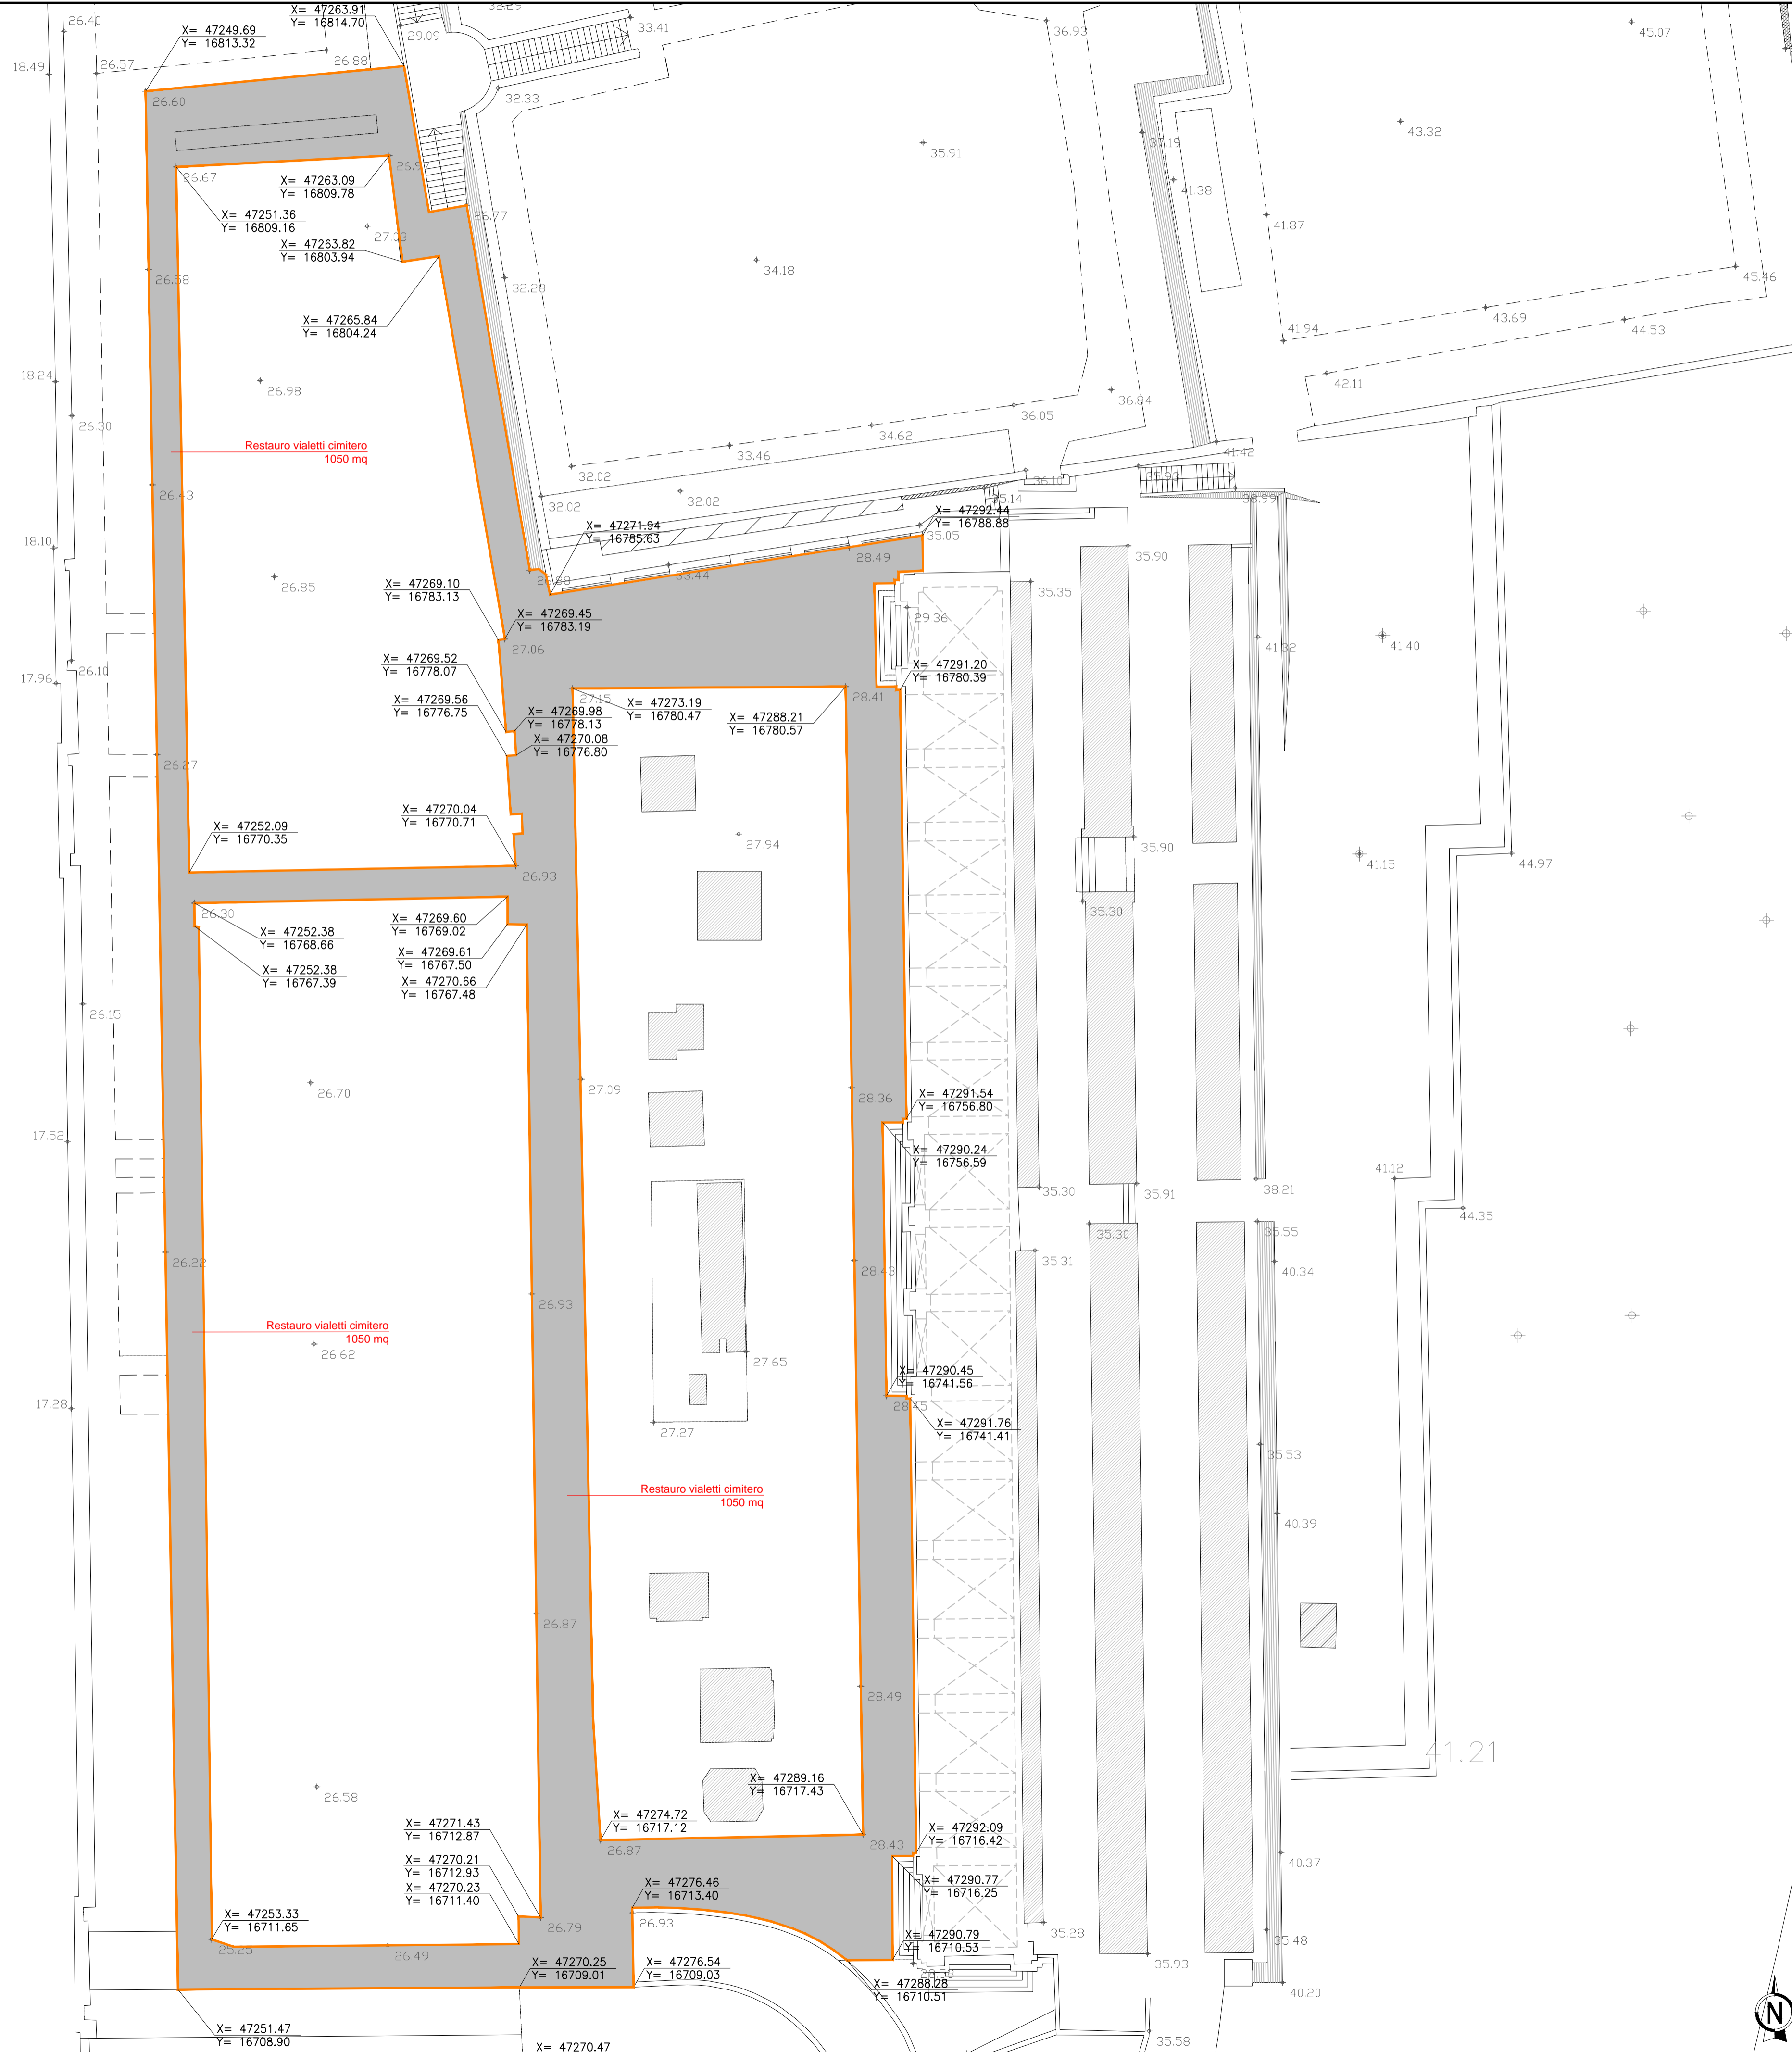 X= 47263.91
Y= 16814.70
32.29
33.41
26.40
X= 47249.69
Y= 16813.32
29.09
36.93
45.07
18.49
26.57
26.88
32.33
26.60
43.32
37.19
35.91
26.97
26.67
X= 47263.09
Y= 16809.78
41.38
X= 47251.36
Y= 16809.16
26.77
27.03
41.87
X= 47263.82
Y= 16803.94
34.18
26.58
32.28
45.46
X= 47265.84
Y= 16804.24
43.69
44.53
41.94
18.24
26.98
42.11
36.84
36.05
26.30
34.62
33.46
Restauro vialetti cimitero
1050 mq
41.42
32.02
35.93
36.10
26.43
32.02
32.02
35.14
38.99
X= 47292.44
Y= 16788.88
X= 47271.94
Y= 16785.63
35.05
18.10
28.49
35.90
26.88
33.44
26.85
X= 47269.10
Y= 16783.13
35.35
X= 47269.45
Y= 16783.19
29.36
27.06
41.32
41.40
26.10
X= 47269.52
Y= 16778.07
X= 47291.20
Y= 16780.39
17.96
27.15
28.41
X= 47269.56
Y= 16776.75
X= 47273.19
Y= 16780.47
X= 47269.98
Y= 16778.13
X= 47288.21
Y= 16780.57
X= 47270.08
Y= 16776.80
26.27
X= 47270.04
Y= 16770.71
X= 47252.09
Y= 16770.35
27.94
35.90
41.15
44.97
26.93
26.30
35.30
X= 47269.60
Y= 16769.02
X= 47252.38
Y= 16768.66
X= 47269.61
Y= 16767.50
X= 47252.38
Y= 16767.39
X= 47270.66
Y= 16767.48
26.15
26.70
27.09
28.36
X= 47291.54
Y= 16756.80
17.52
X= 47290.24
Y= 16756.59
41.12
35.30
35.91
38.21
44.35
35.30
35.55
26.22
28.43
35.31
40.34
26.93
Restauro vialetti cimitero
1050 mq
26.62
27.65
X= 47290.45
Y= 16741.56
17.28
28.45
27.27
X= 47291.76
Y= 16741.41
35.53
Restauro vialetti cimitero
1050 mq
40.39
26.87
28.49
41.21
X= 47289.16
Y= 16717.43
26.58
X= 47271.43
Y= 16712.87
X= 47274.72
Y= 16717.12
X= 47292.09
Y= 16716.42
28.43
26.87
X= 47270.21
Y= 16712.93
40.37
X= 47270.23
Y= 16711.40
X= 47276.46
Y= 16713.40
X= 47290.77
Y= 16716.25
X= 47253.33
Y= 16711.65
26.79
26.93
35.28
35.48
25.25
26.49
X= 47290.79
Y= 16710.53
35.93
X= 47270.25
Y= 16709.01
X= 47276.54
Y= 16709.03
X= 47288.28
Y= 16710.51
40.20
X= 47251.47
Y= 16708.90
35.58
X= 47270.47
N